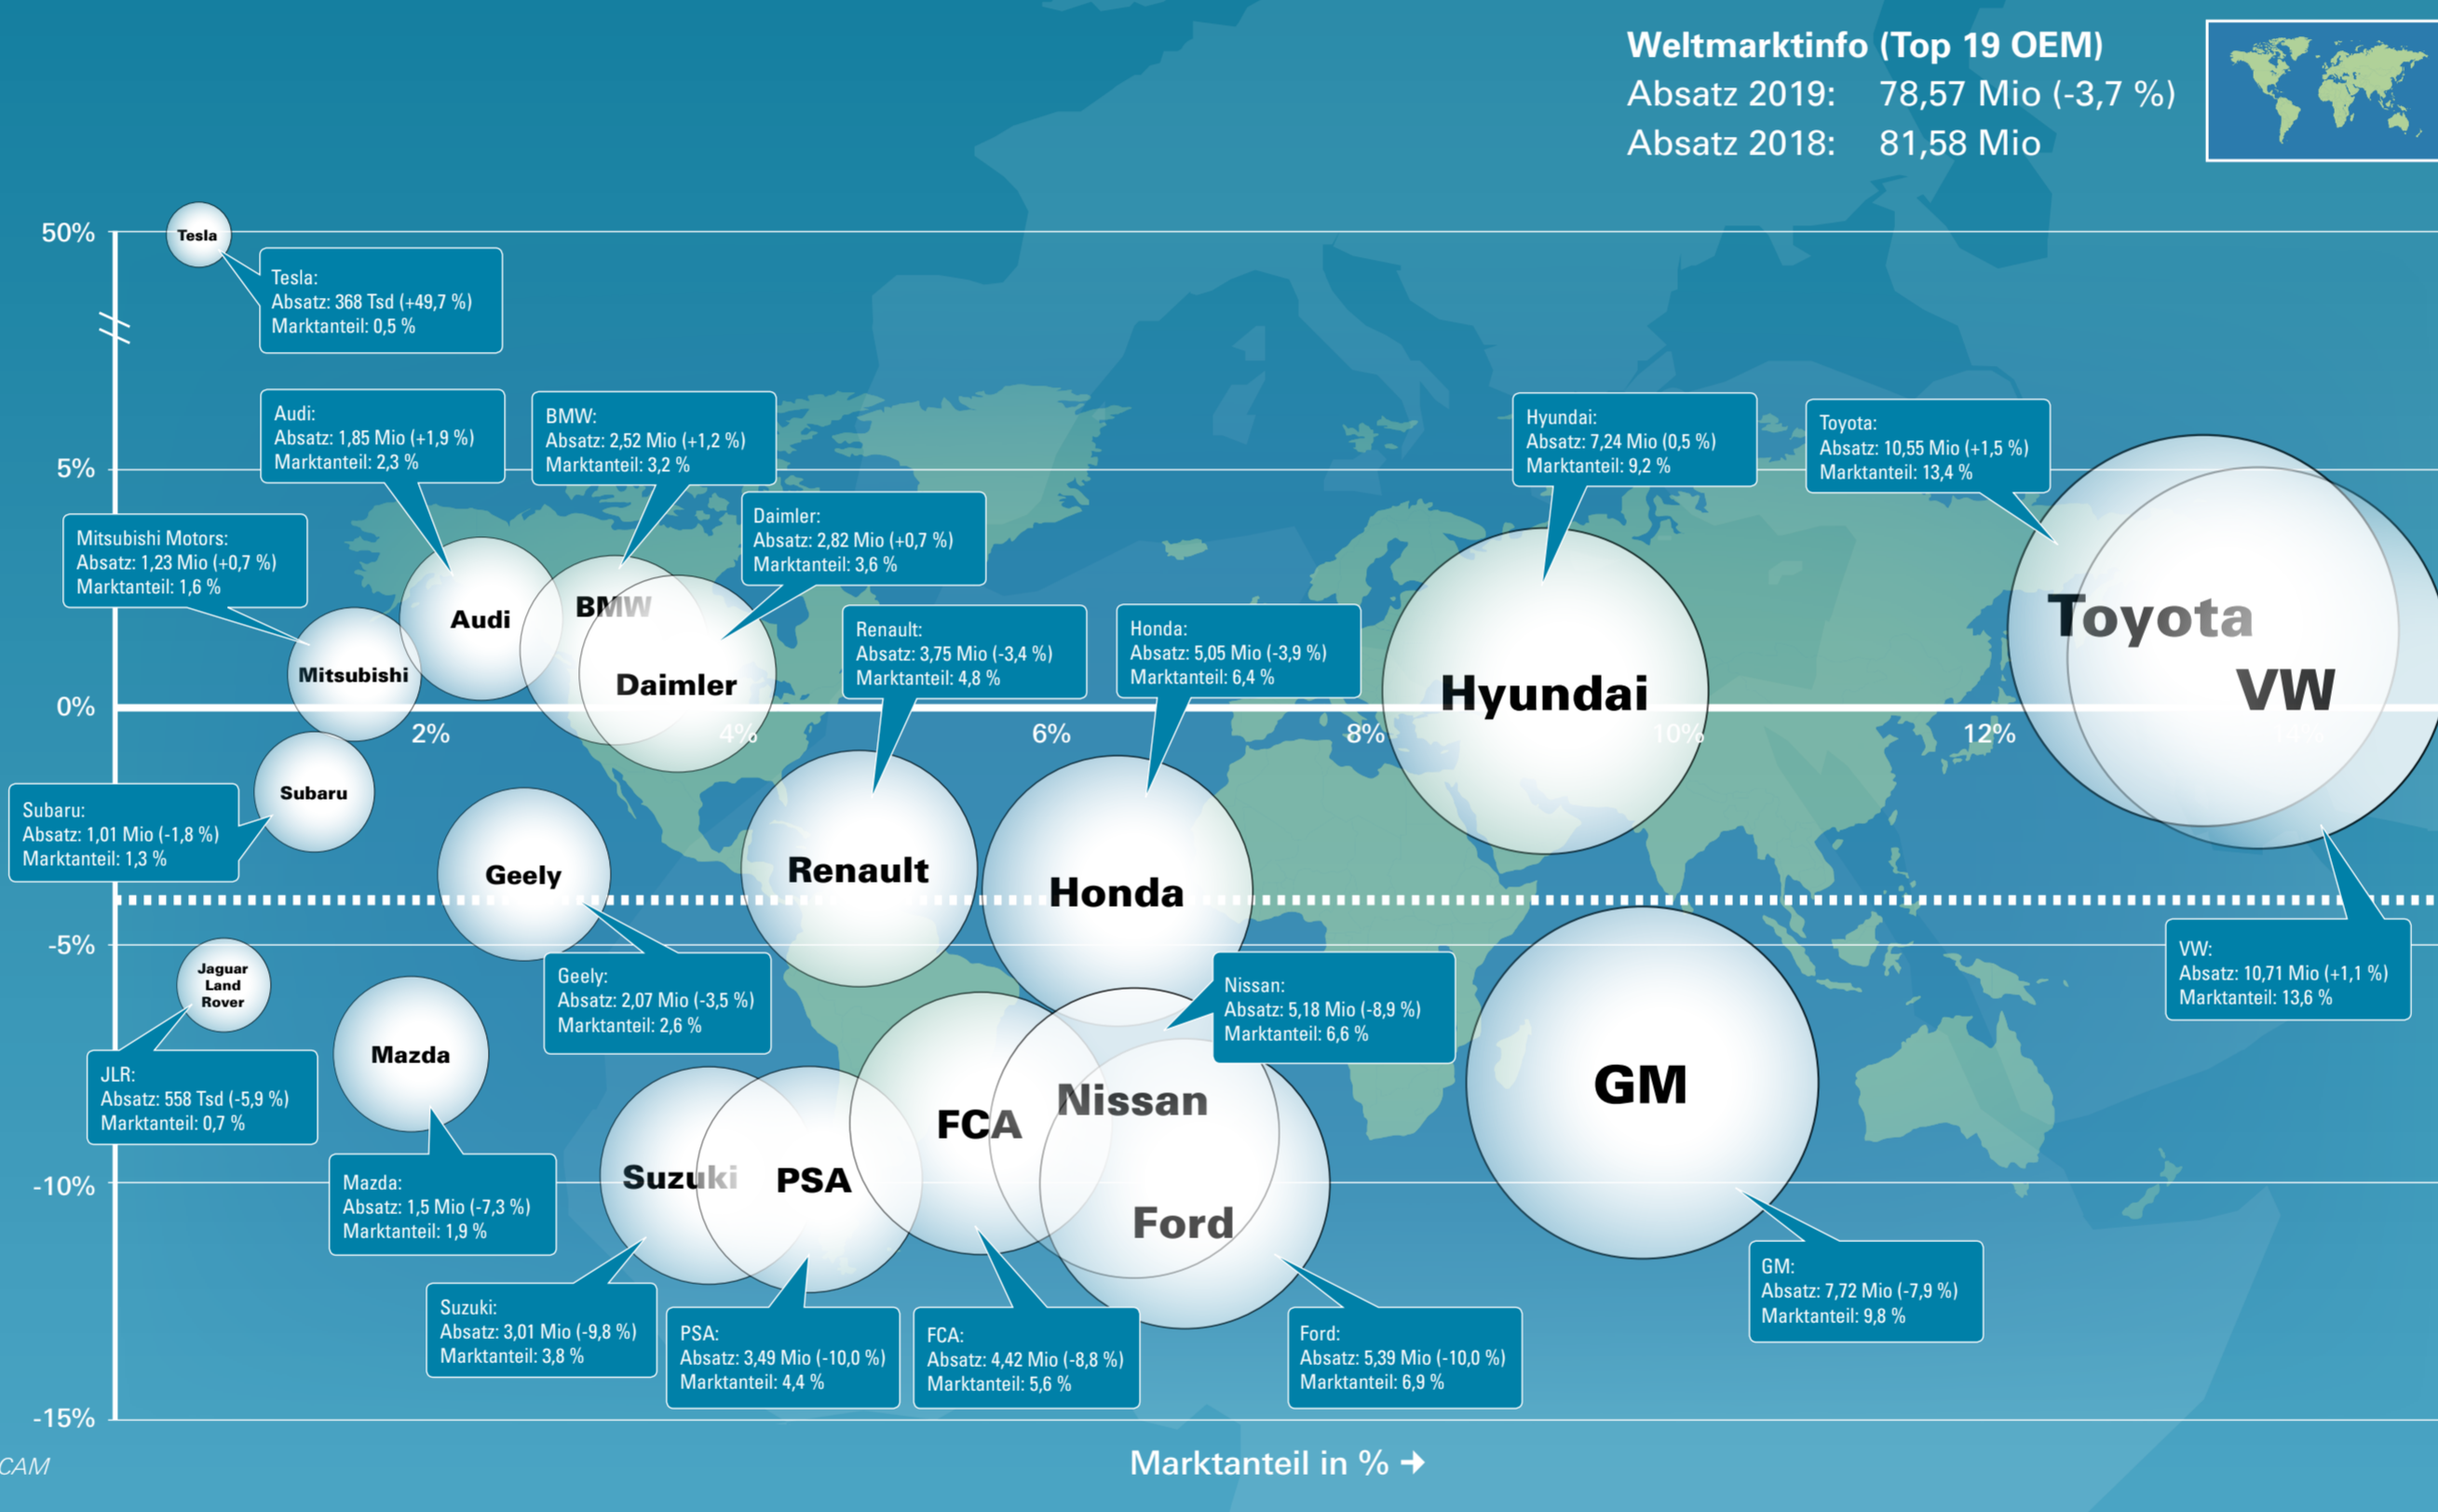 Weltmarktinfo (Top 19 OEM)
Absatz 2019: 78,57 Mio (-3,7 %)
Absatz 2018: 81,58 Mio
50%
Tesla
Tesla:
Absatz: 368 Tsd (+49,7 %)
Marktanteil: 0,5 %
Audi:
Absatz: 1,85 Mio (+1,9 %)
Marktanteil: 2,3 %
BMW:
Absatz: 2,52 Mio (+1,2 %)
Marktanteil: 3,2 %
Hyundai:
Absatz: 7,24 Mio (0,5 %)
Marktanteil: 9,2 %
Toyota:
Absatz: 10,55 Mio (+1,5 %)
Marktanteil: 13,4 %
5%
Daimler:
Absatz: 2,82 Mio (+0,7 %)
Marktanteil: 3,6 %
Mitsubishi Motors:
Absatz: 1,23 Mio (+0,7 %)
Marktanteil: 1,6 %
Audi
BMW
Renault:
Absatz: 3,75 Mio (-3,4 %)
Marktanteil: 4,8 %
Honda:
Absatz: 5,05 Mio (-3,9 %)
Marktanteil: 6,4 %
Toyota
Mitsubishi
Daimler
Hyundai
VW
0%
2%
4%
6%
8%
10%
12%
Subaru
Subaru:
Absatz: 1,01 Mio (-1,8 %)
Marktanteil: 1,3 %
Geely
Renault
Honda
-5%
Jaguar
Land
Rover
Geely:
Absatz: 2,07 Mio (-3,5 %)
Marktanteil: 2,6 %
Nissan:
Absatz: 5,18 Mio (-8,9 %)
Marktanteil: 6,6 %
VW:
Absatz: 10,71 Mio (+1,1 %)
Marktanteil: 13,6 %
JLR:
Absatz: 558 Tsd (-5,9 %)
Marktanteil: 0,7 %
Mazda
Nissan
FCA
GM
-10%
Suzuki
PSA
Ford
Mazda:
Absatz: 1,5 Mio (-7,3 %)
Marktanteil: 1,9 %
GM:
Absatz: 7,72 Mio (-7,9 %)
Marktanteil: 9,8 %
Suzuki:
Absatz: 3,01 Mio (-9,8 %)
Marktanteil: 3,8 %
PSA:
Absatz: 3,49 Mio (-10,0 %)
Marktanteil: 4,4 %
FCA:
Absatz: 4,42 Mio (-8,8 %)
Marktanteil: 5,6 %
Ford:
Absatz: 5,39 Mio (-10,0 %)
Marktanteil: 6,9 %
-15%
Marktanteil in % →
CAM